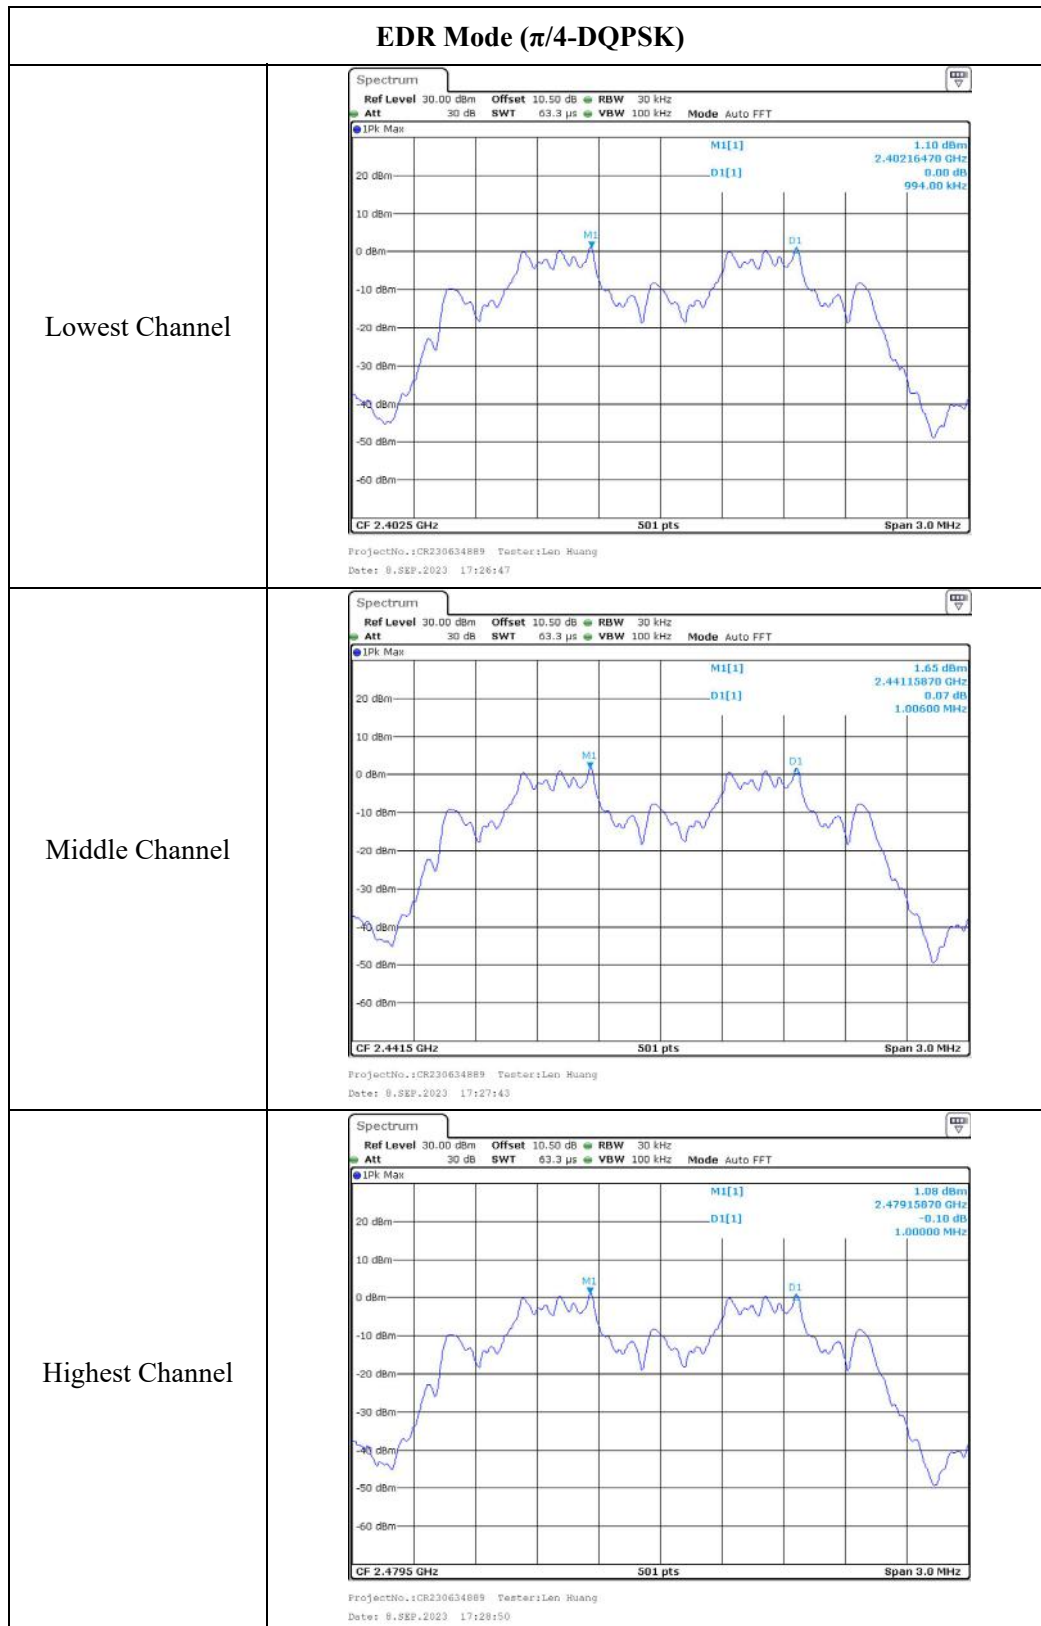 EDR Mode (π/4-DQPSK)
Lowest Channel
Spectrum
Ref Level 30.00 dBm Offset 10.50 dB RBW 30 kHz
Att 30 dB SWT 63.3 µs VBW 100 kHz Mode Auto FFT
1Pk Max
M1[1] 1.10 dBm
2.40216470 GHz
D1[1] 0.00 dB
994.00 kHz
20 dBm
10 dBm
M1
D1
0 dBm
-10 dBm
-20 dBm
-30 dBm
-40 dBm
-50 dBm
-60 dBm
CF 2.4025 GHz 501 pts Span 3.0 MHz
ProjectNo.:CR230634889 Tester:Len Huang
Date: 8.SEP.2023 17:26:47
Middle Channel
Spectrum
Ref Level 30.00 dBm Offset 10.50 dB RBW 30 kHz
Att 30 dB SWT 63.3 µs VBW 100 kHz Mode Auto FFT
1Pk Max
M1[1] 1.65 dBm
2.44115870 GHz
D1[1] 0.07 dB
1.00600 MHz
20 dBm
10 dBm
M1
D1
0 dBm
-10 dBm
-20 dBm
-30 dBm
-40 dBm
-50 dBm
-60 dBm
CF 2.4415 GHz 501 pts Span 3.0 MHz
ProjectNo.:CR230634889 Tester:Len Huang
Date: 8.SEP.2023 17:27:43
Highest Channel
Spectrum
Ref Level 30.00 dBm Offset 10.50 dB RBW 30 kHz
Att 30 dB SWT 63.3 µs VBW 100 kHz Mode Auto FFT
1Pk Max
M1[1] 1.08 dBm
2.47915870 GHz
D1[1] -0.10 dB
1.00000 MHz
20 dBm
10 dBm
M1
D1
0 dBm
-10 dBm
-20 dBm
-30 dBm
-40 dBm
-50 dBm
-60 dBm
CF 2.4795 GHz 501 pts Span 3.0 MHz
ProjectNo.:CR230634889 Tester:Len Huang
Date: 8.SEP.2023 17:28:50